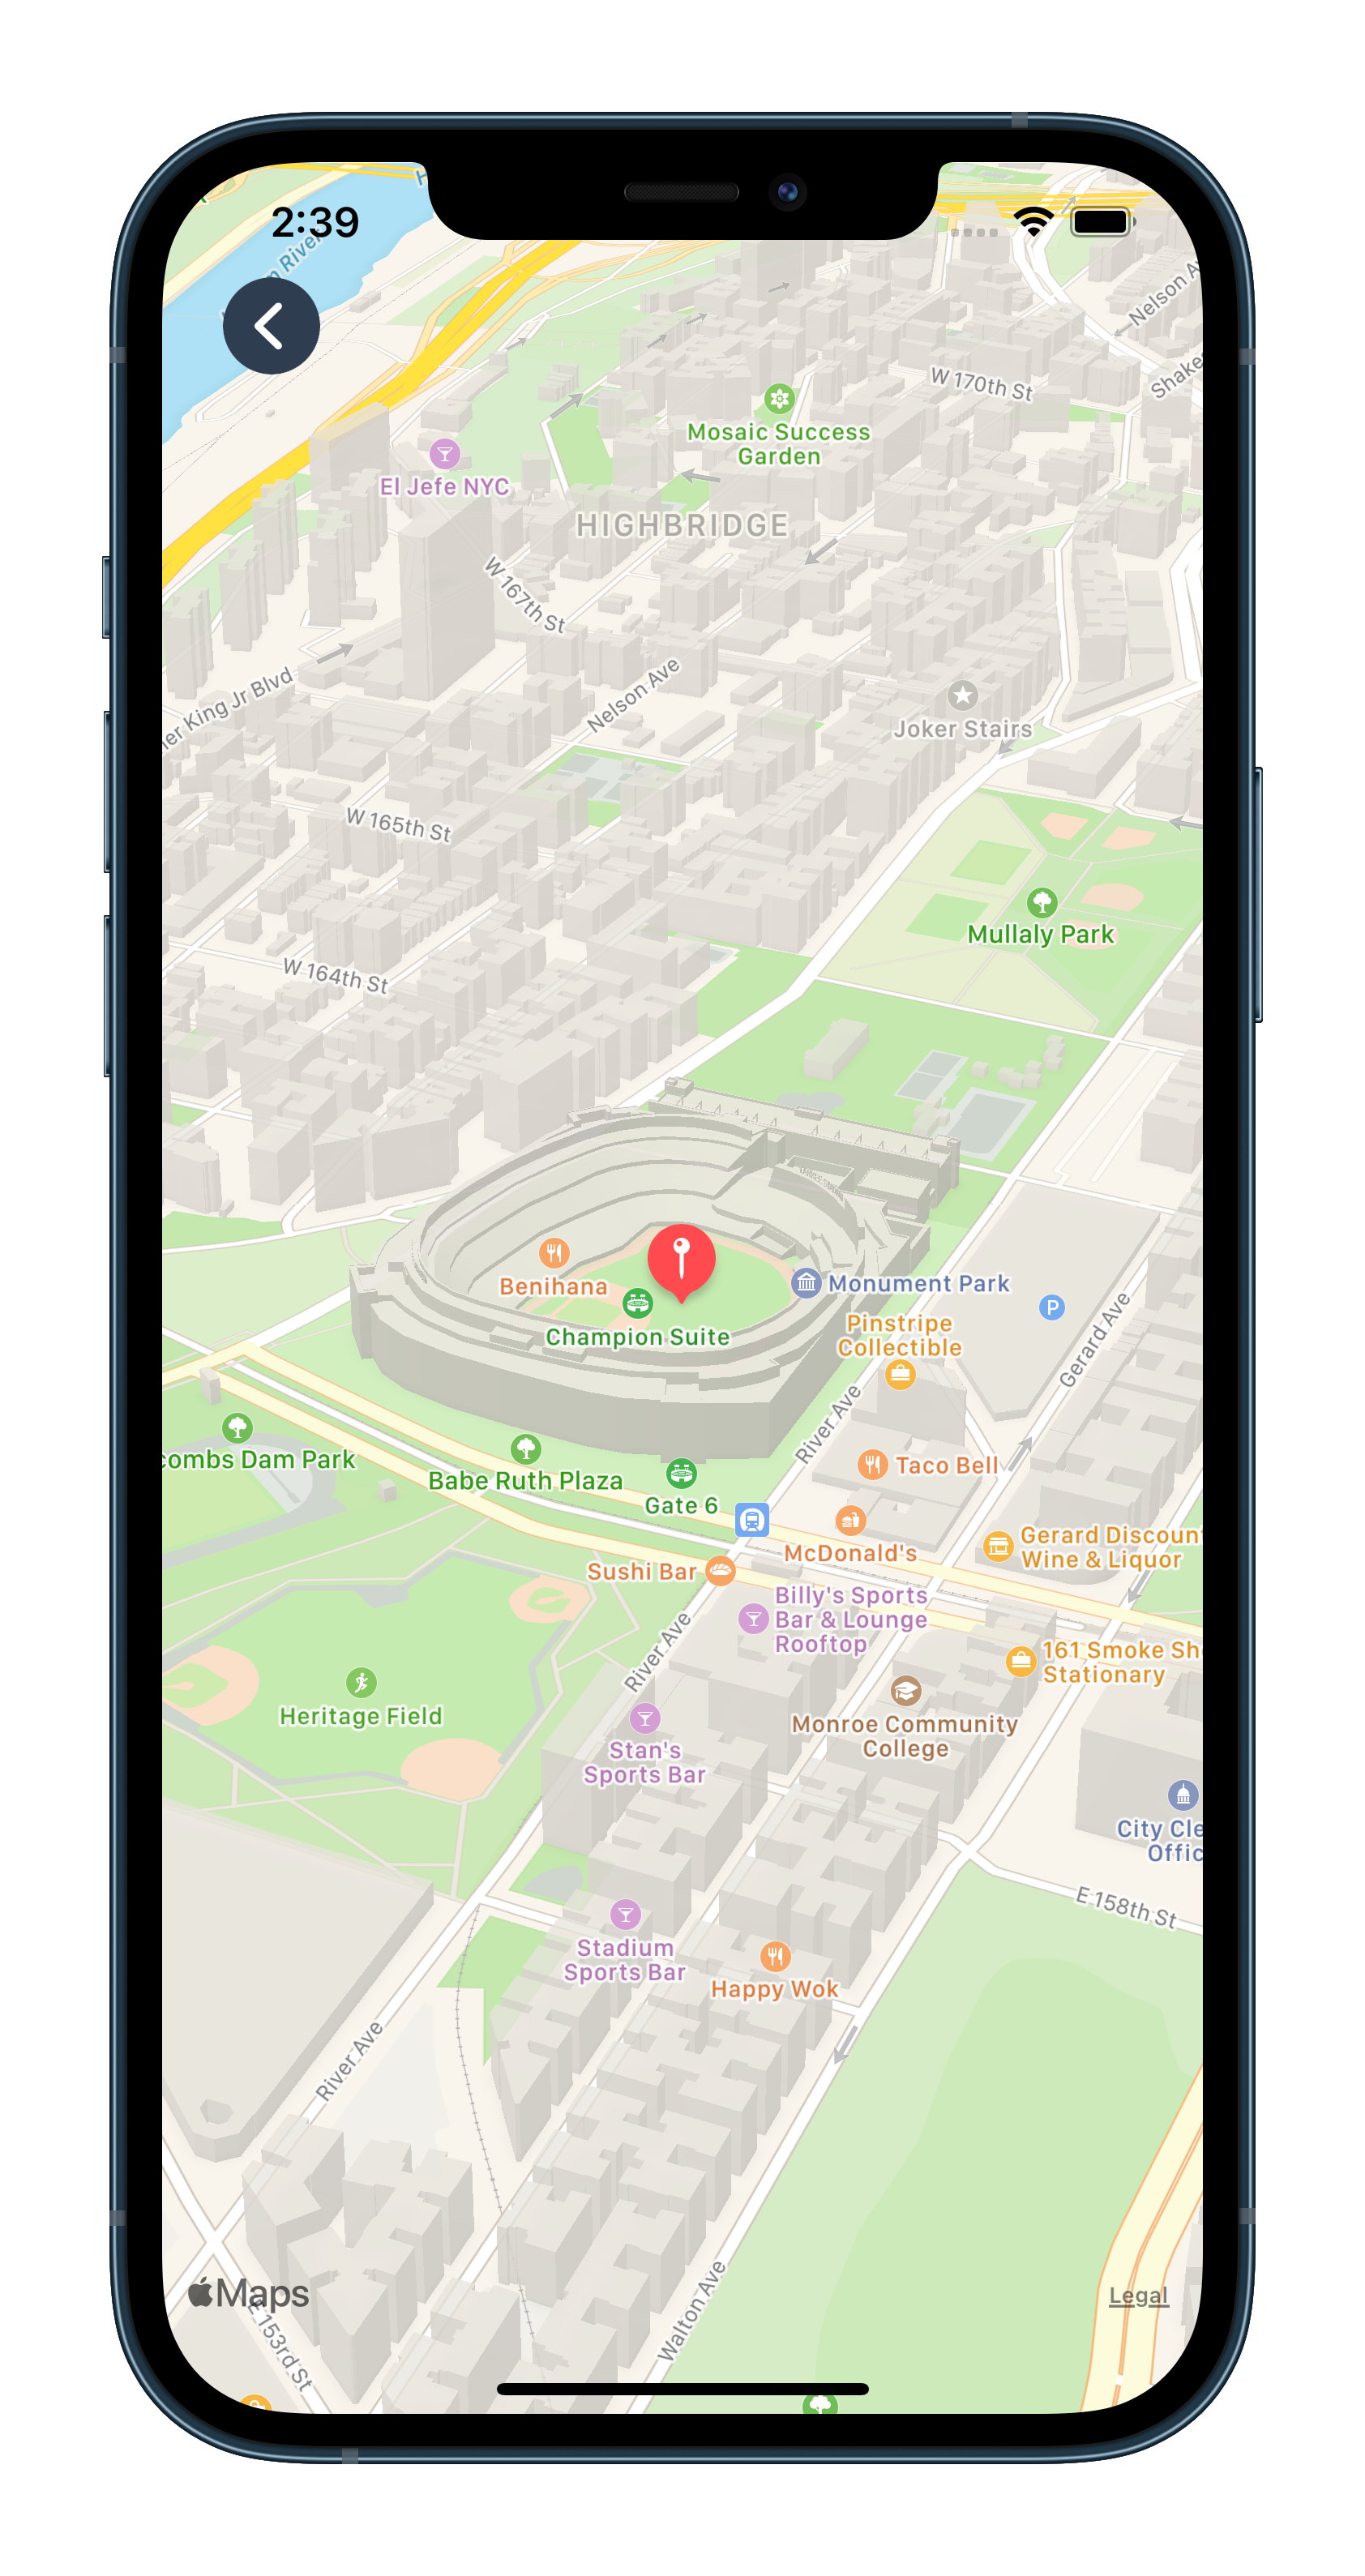 2:39
River
Nelson Av
Shake
W 170th St
Mosaic Success
Garden
El Jefe NYC
HIGHBRIDGE
W 167th St
Nelson Ave
er King Jr Blvd
Joker Stairs
W 165th St
Mullaly Park
W 164th St
Benihana
Monument Park
Champion Suite
Pinstripe
Collectible
P
Gerard Ave
River Ave
combs Dam Park
Babe Ruth Plaza
Taco Bell
Gate 6
McDonald's
Gerard Discount
Wine & Liquor
Sushi Bar
Billy's Sports
Bar & Lounge
Rooftop
River Ave
161 Smoke Sh
Stationary
Heritage Field
Monroe Community
College
Stan's
Sports Bar
City Cle
Offic
E 158th St
Stadium
Sports Bar
Happy Wok
River Ave
Walton Ave
Maps
Legal
E 153rd St